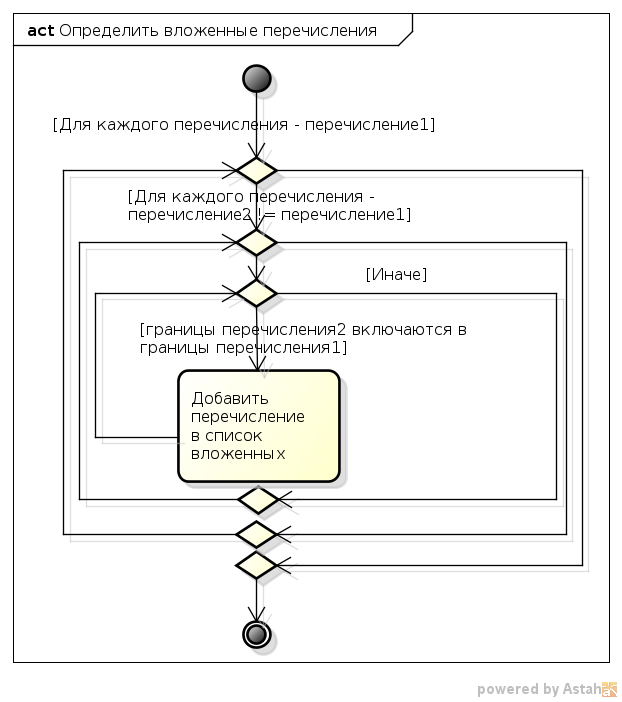 act Определить вложенные перечисления
[Для каждого перечисления - перечисление1]
[Для каждого перечисления -
перечисление2 != перечисление1]
[Иначе]
[границы перечисления2 включаются в
границы перечисления1]
Добавить
перечисление
в список
вложенных
powered by Astah